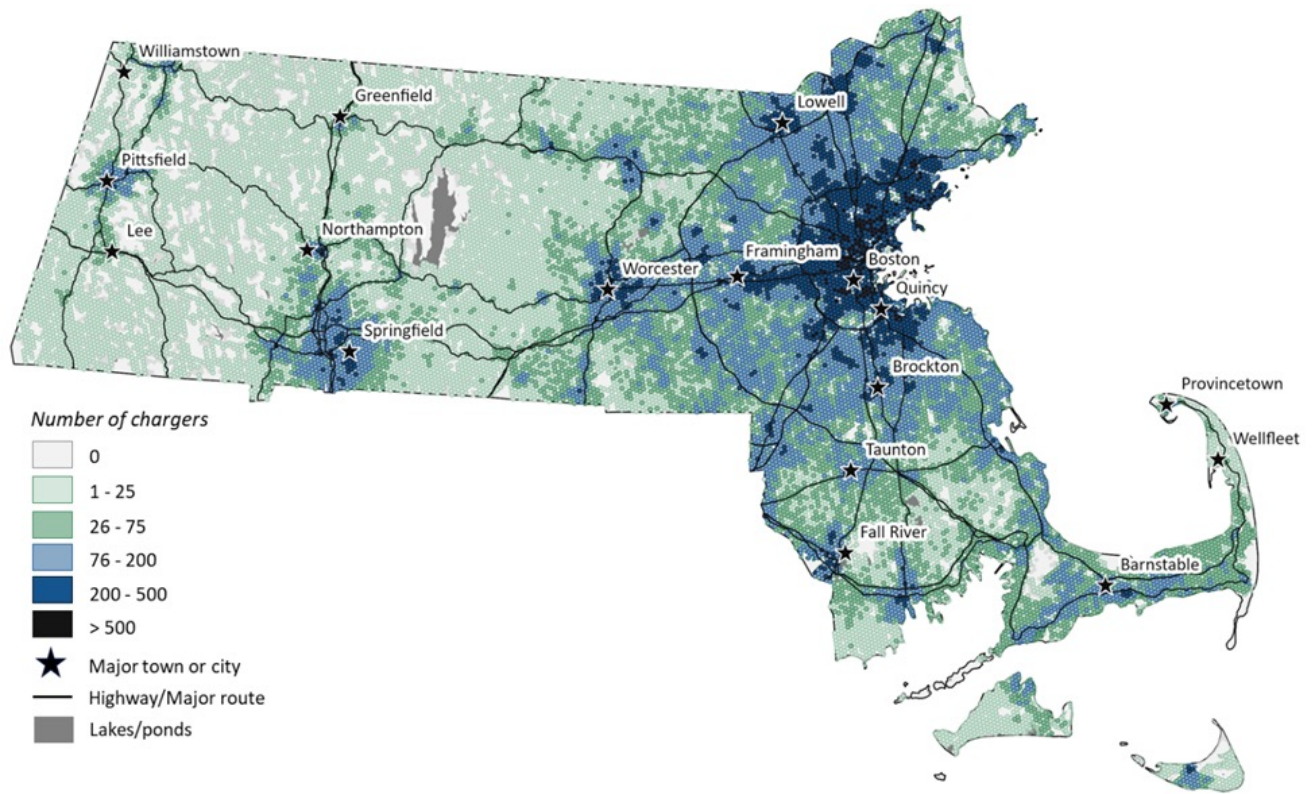 Williamstown
Greenfield
Lowell
Pittsfield
Lee
Northampton
Worcester
Framingham
Boston
Quincy
Springfield
Brockton
Provincetown
Wellfleet
Taunton
Fall River
Barnstable
Number of chargers
0
1 - 25
26 - 75
76 - 200
200 - 500
> 500
Major town or city
Highway/Major route
Lakes/ponds